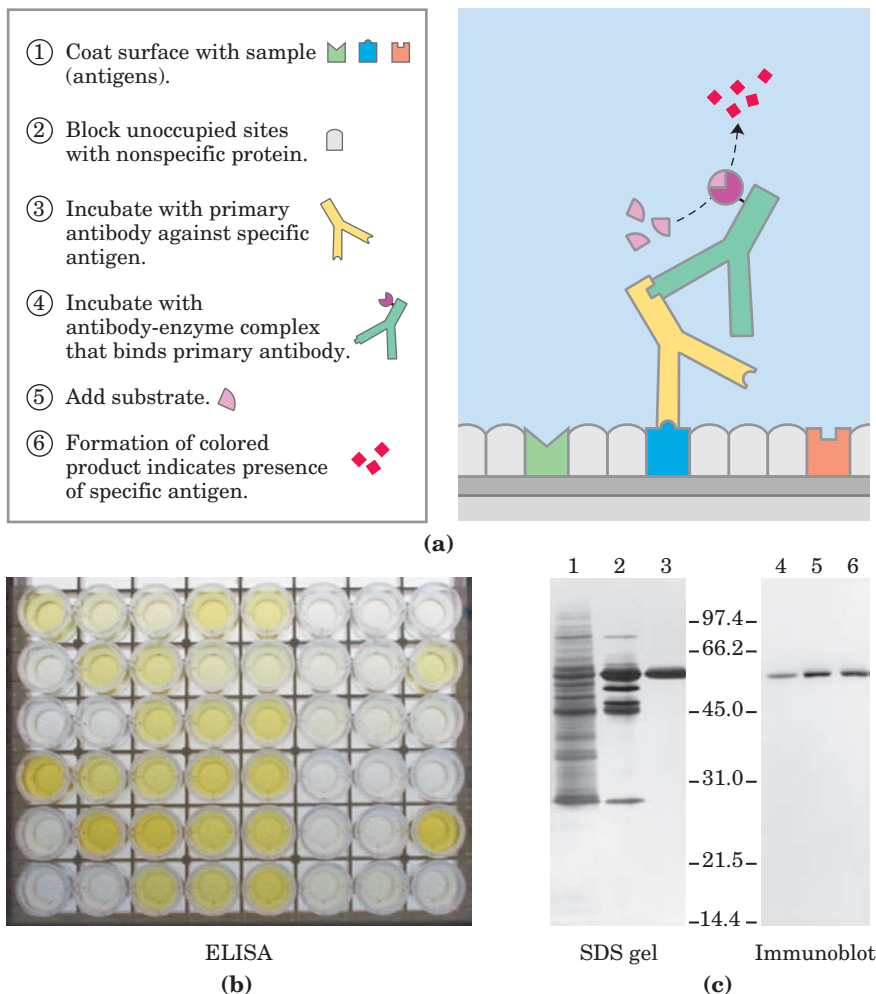 ① Coat surface with sample
(antigens).
② Block unoccupied sites
with nonspecific protein.
③ Incubate with primary
antibody against specific
antigen.
④ Incubate with
antibody-enzyme complex
that binds primary antibody.
⑤ Add substrate.
⑥ Formation of colored
product indicates presence
of specific antigen.
(a)
ELISA
(b)
1 2 3
–97.4–
–66.2–
–45.0–
–31.0–
–21.5–
–14.4–
4 5 6
SDS gel Immunoblot
(c)